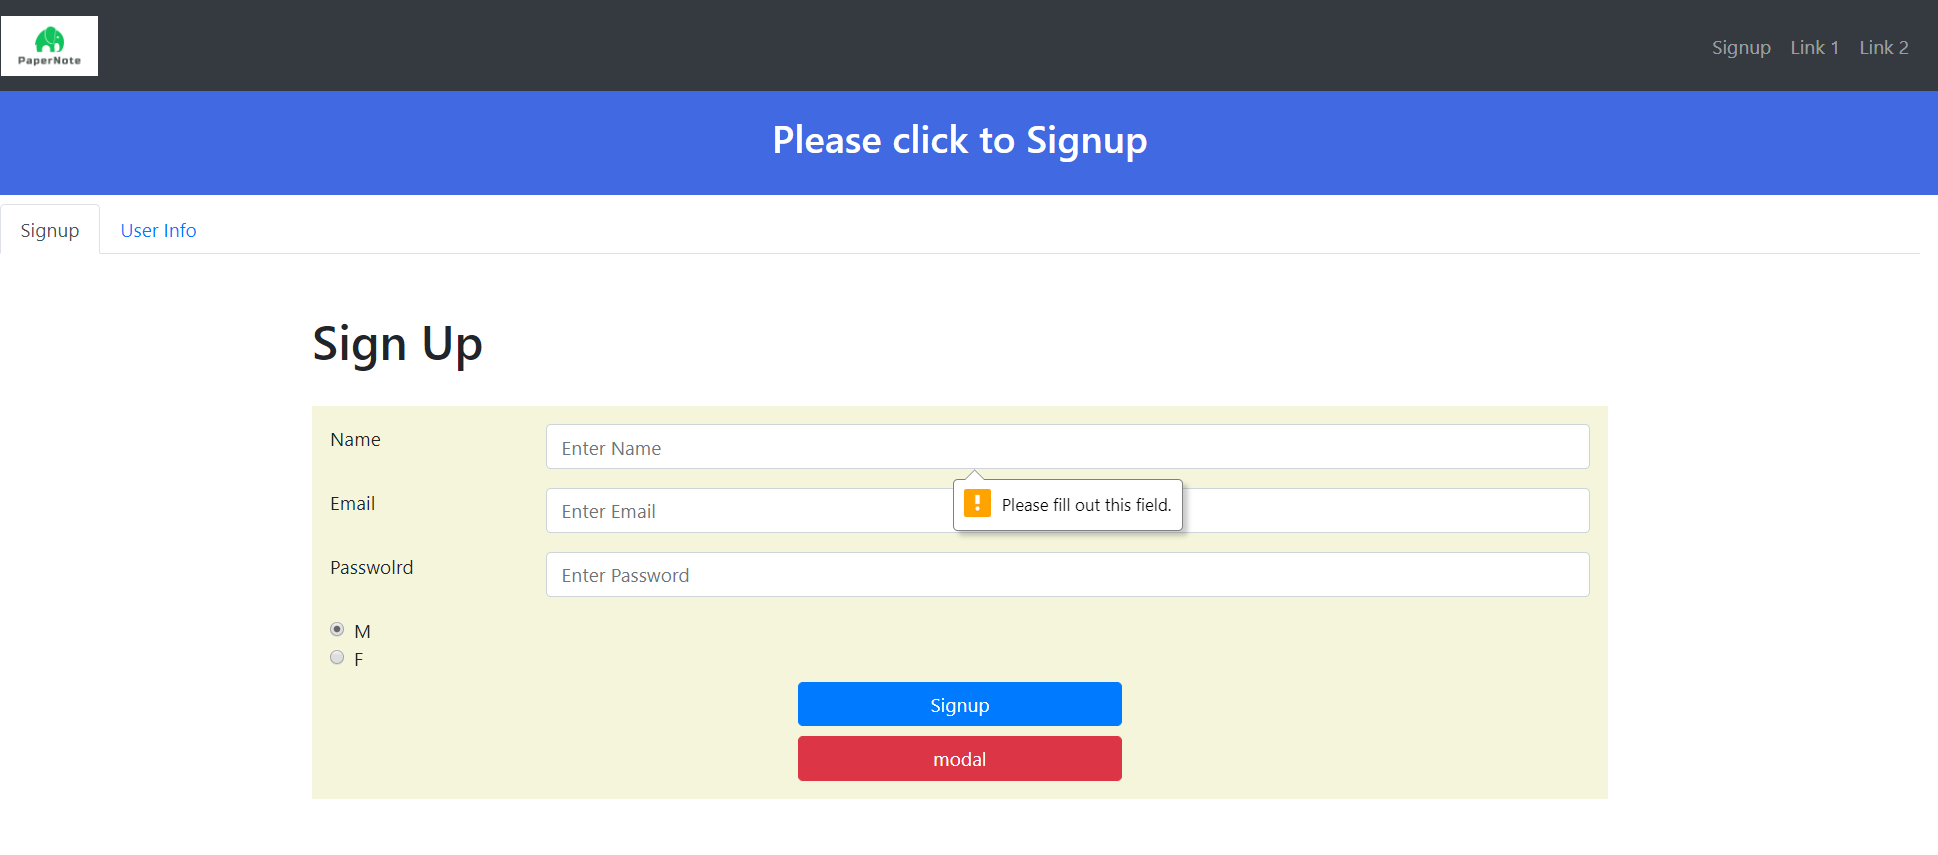 PaperNote
Signup Link 1 Link 2
Please click to Signup
Signup User Info
Sign Up
Name Enter Name
Please fill out this field.
Email Enter Email
Passwolrd Enter Password
M
F
Signup
modal